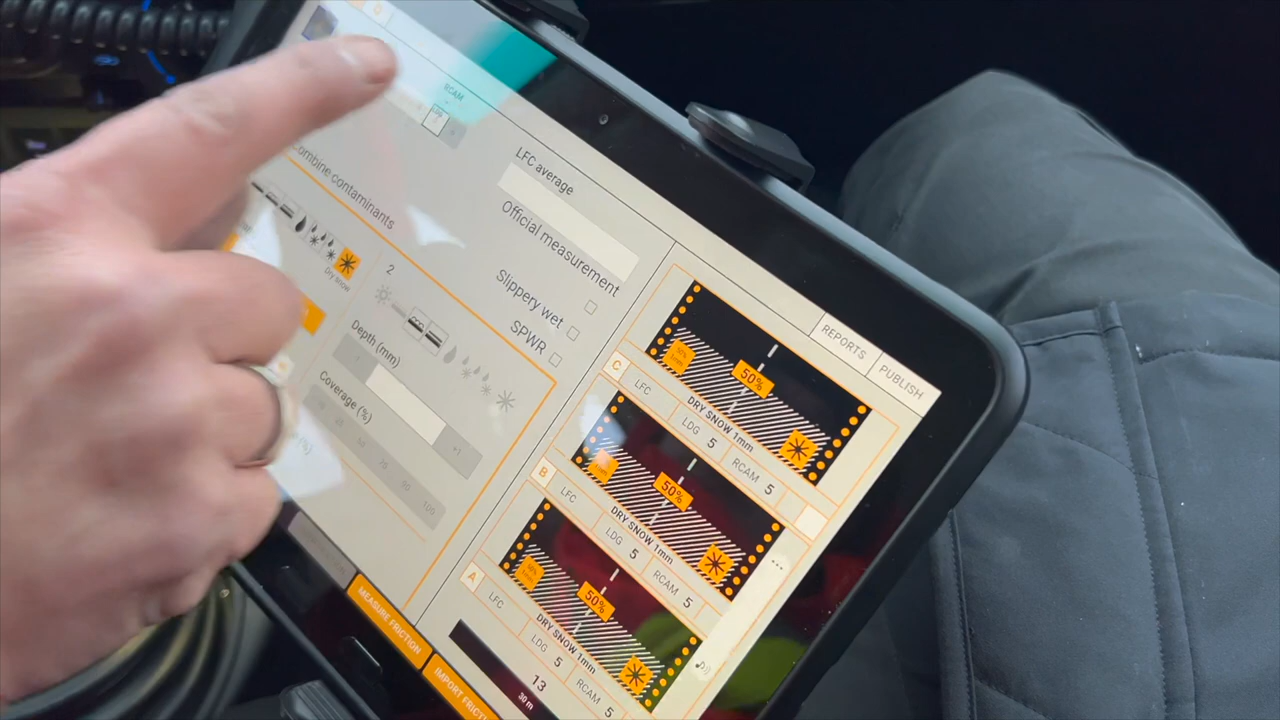 RCAM
LFC average
Official measurement
Slippery wet
SPWR
Combine contaminants
Dry snow
2
Depth (mm)
+1
Coverage (%)
100
MEASURE FRICTION
REPORTS
PUBLISH
50%
C
LFC
DRY SNOW 1mm
LDG 5
RCAM 5
50%
B
LFC
DRY SNOW 1mm
LDG 5
RCAM 5
50%
A
LFC
DRY SNOW 1mm
LDG 5
RCAM 5
13
30 m